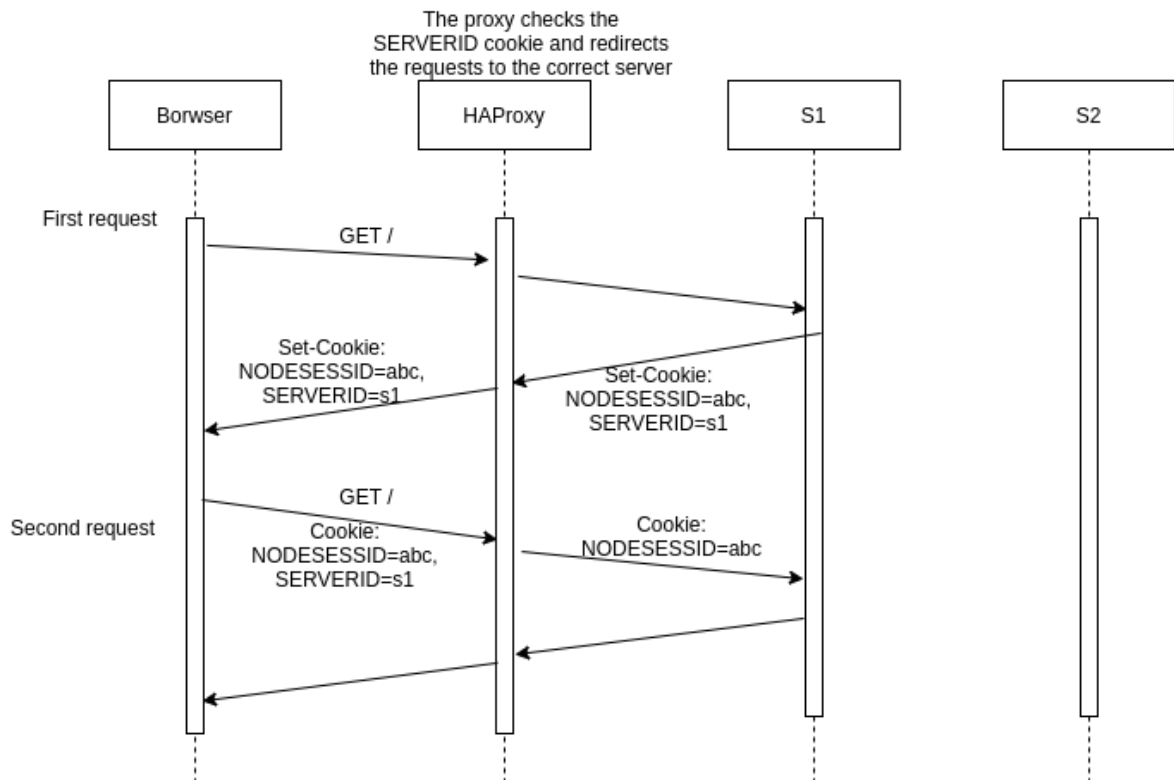 The proxy checks the
SERVERID cookie and redirects
the requests to the correct server
Borwser
HAProxy
S1
S2
First request
GET /
Set-Cookie:
NODESESSID=abc,
SERVERID=s1
Set-Cookie:
NODESESSID=abc,
SERVERID=s1
Second request
GET /
Cookie:
NODESESSID=abc,
SERVERID=s1
Cookie:
NODESESSID=abc